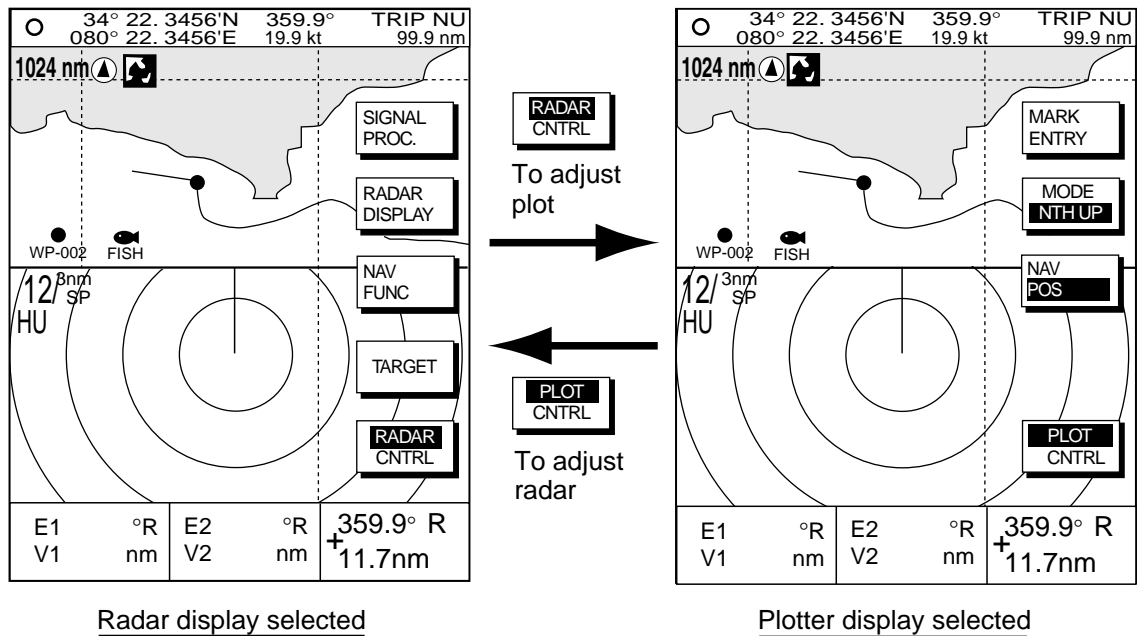 34° 22. 3456'N 359.9° TRIP NU
080° 22. 3456'E 19.9 kt 99.9 nm
1024 nm
SIGNAL
PROC.
RADAR
DISPLAY
WP-002 FISH
NAV
FUNC
12/ 3nm
SP
HU
TARGET
RADAR
CNTRL
E1 °R E2 °R 359.9° R
V1 nm V2 nm +11.7nm
Radar display selected
RADAR
CNTRL
To adjust
plot
PLOT
CNTRL
To adjust
radar
34° 22. 3456'N 359.9° TRIP NU
080° 22. 3456'E 19.9 kt 99.9 nm
1024 nm
MARK
ENTRY
MODE
NTH UP
WP-002 FISH
NAV
POS
12/ 3nm
SP
HU
PLOT
CNTRL
E1 °R E2 °R 359.9° R
V1 nm V2 nm +11.7nm
Plotter display selected